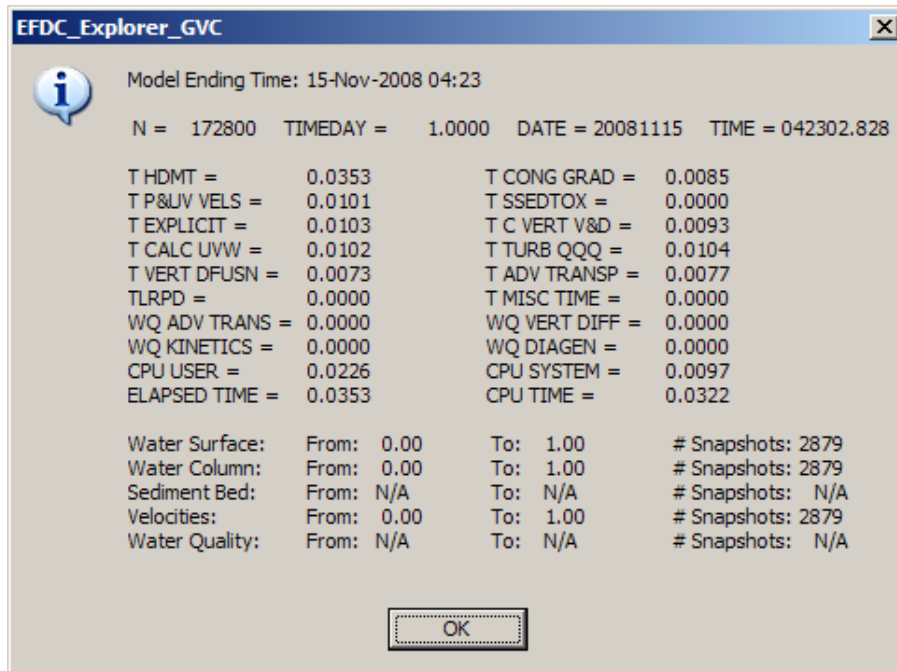 EFDC_Explorer_GVC
Model Ending Time: 15-Nov-2008 04:23
N = 172800 TIMEDAY = 1.0000 DATE = 20081115 TIME = 042302.828
T HDMT = 0.0353 T CONG GRAD = 0.0085
T P&UV VELS = 0.0101 T SSEDTOX = 0.0000
T EXPLICIT = 0.0103 T C VERT V&D = 0.0093
T CALC UVW = 0.0102 T TURB QQQ = 0.0104
T VERT DFUSN = 0.0073 T ADV TRANSP = 0.0077
TLRPD = 0.0000 T MISC TIME = 0.0000
WQ ADV TRANS = 0.0000 WQ VERT DIFF = 0.0000
WQ KINETICS = 0.0000 WQ DIAGEN = 0.0000
CPU USER = 0.0226 CPU SYSTEM = 0.0097
ELAPSED TIME = 0.0353 CPU TIME = 0.0322
Water Surface: From: 0.00 To: 1.00 # Snapshots: 2879
Water Column: From: 0.00 To: 1.00 # Snapshots: 2879
Sediment Bed: From: N/A To: N/A # Snapshots: N/A
Velocities: From: 0.00 To: 1.00 # Snapshots: 2879
Water Quality: From: N/A To: N/A # Snapshots: N/A
OK